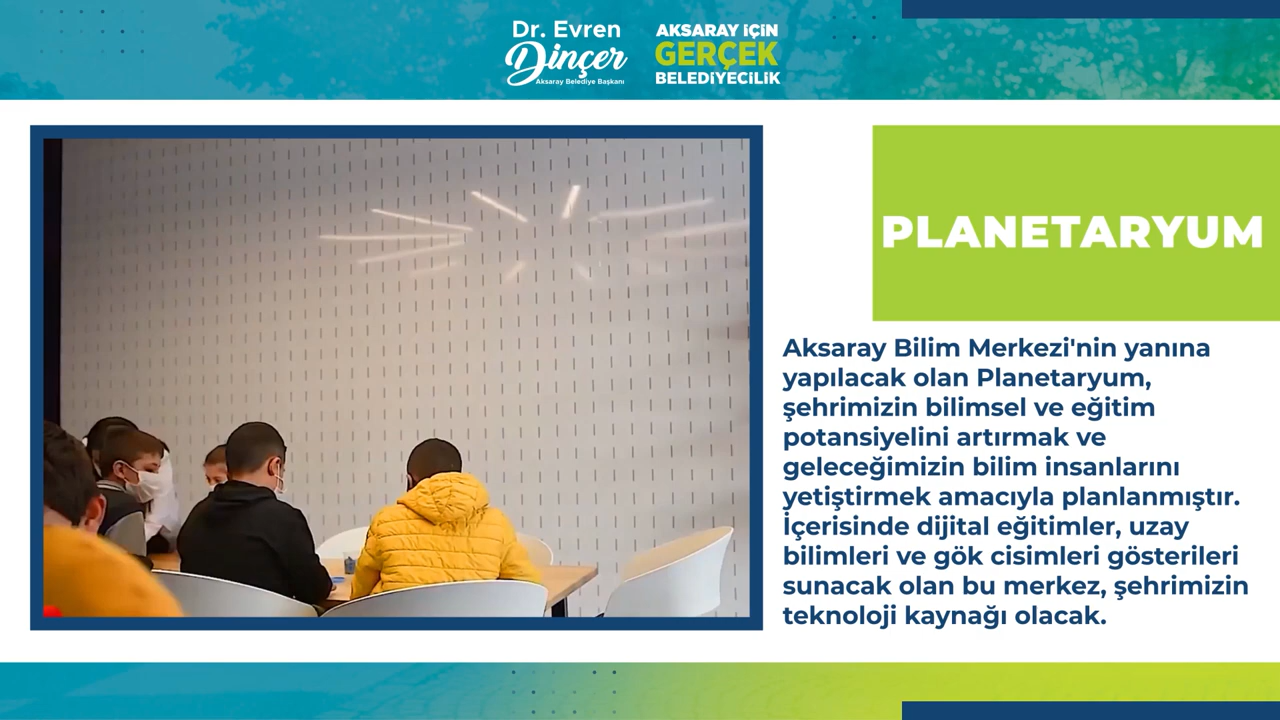 Dr. Evren
Dinçer
Aksaray Belediye Başkanı
AKSARAY İÇİN
GERÇEK
BELEDİYECİLİK
PLANETARYUM
Aksaray Bilim Merkezi'nin yanına
yapılacak olan Planetaryum,
şehrimizin bilimsel ve eğitim
potansiyelini artırmak ve
geleceğimizin bilim insanlarını
yetiştirmek amacıyla planlanmıştır.
İçerisinde dijital eğitimler, uzay
bilimleri ve gök cisimleri gösterileri
sunacak olan bu merkez, şehrimizin
teknoloji kaynağı olacak.